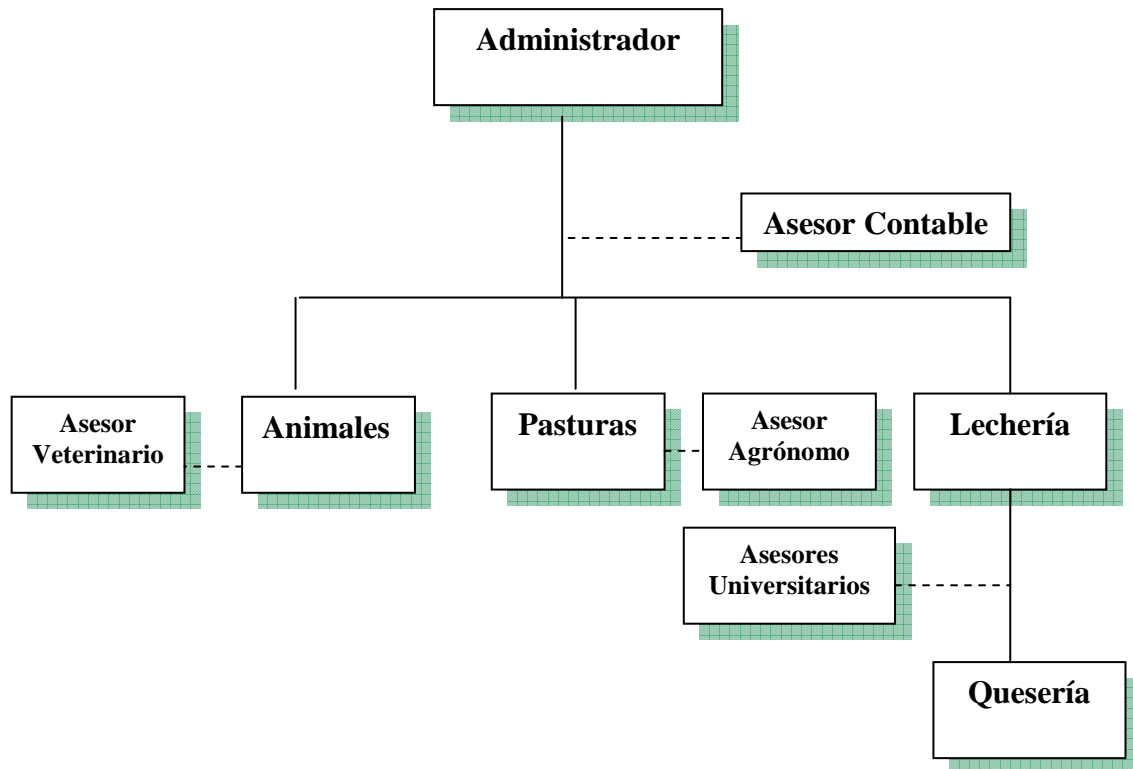 Administrador
Asesor Contable
Asesor
Veterinario
Animales
Pasturas
Asesor
Agrónomo
Lechería
Asesores
Universitarios
Quesería